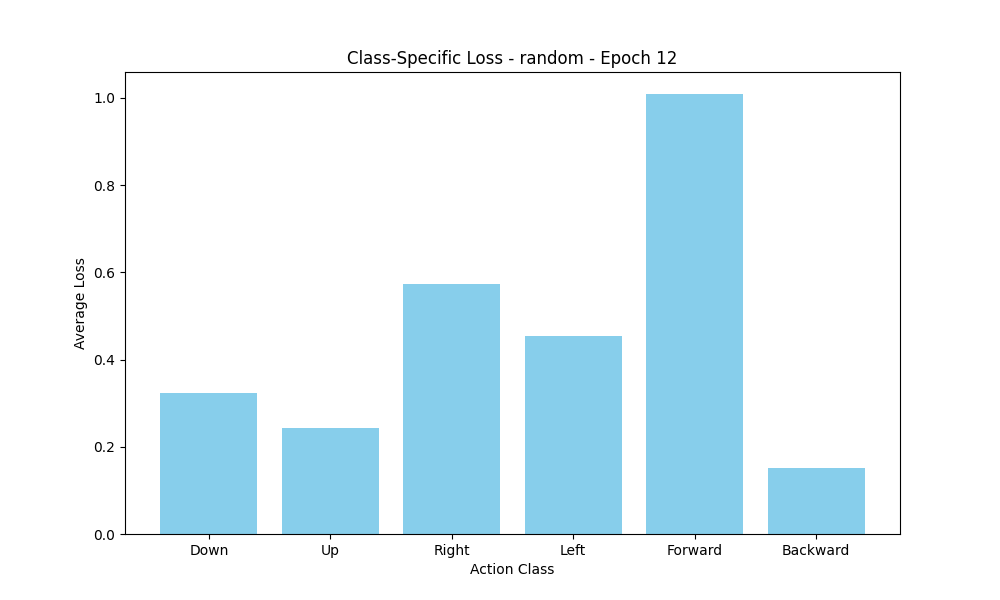 Class-Specific Loss - random - Epoch 12
Average Loss
1.0
0.8
0.6
0.4
0.2
0.0
Down Up Right Left Forward Backward
Action Class